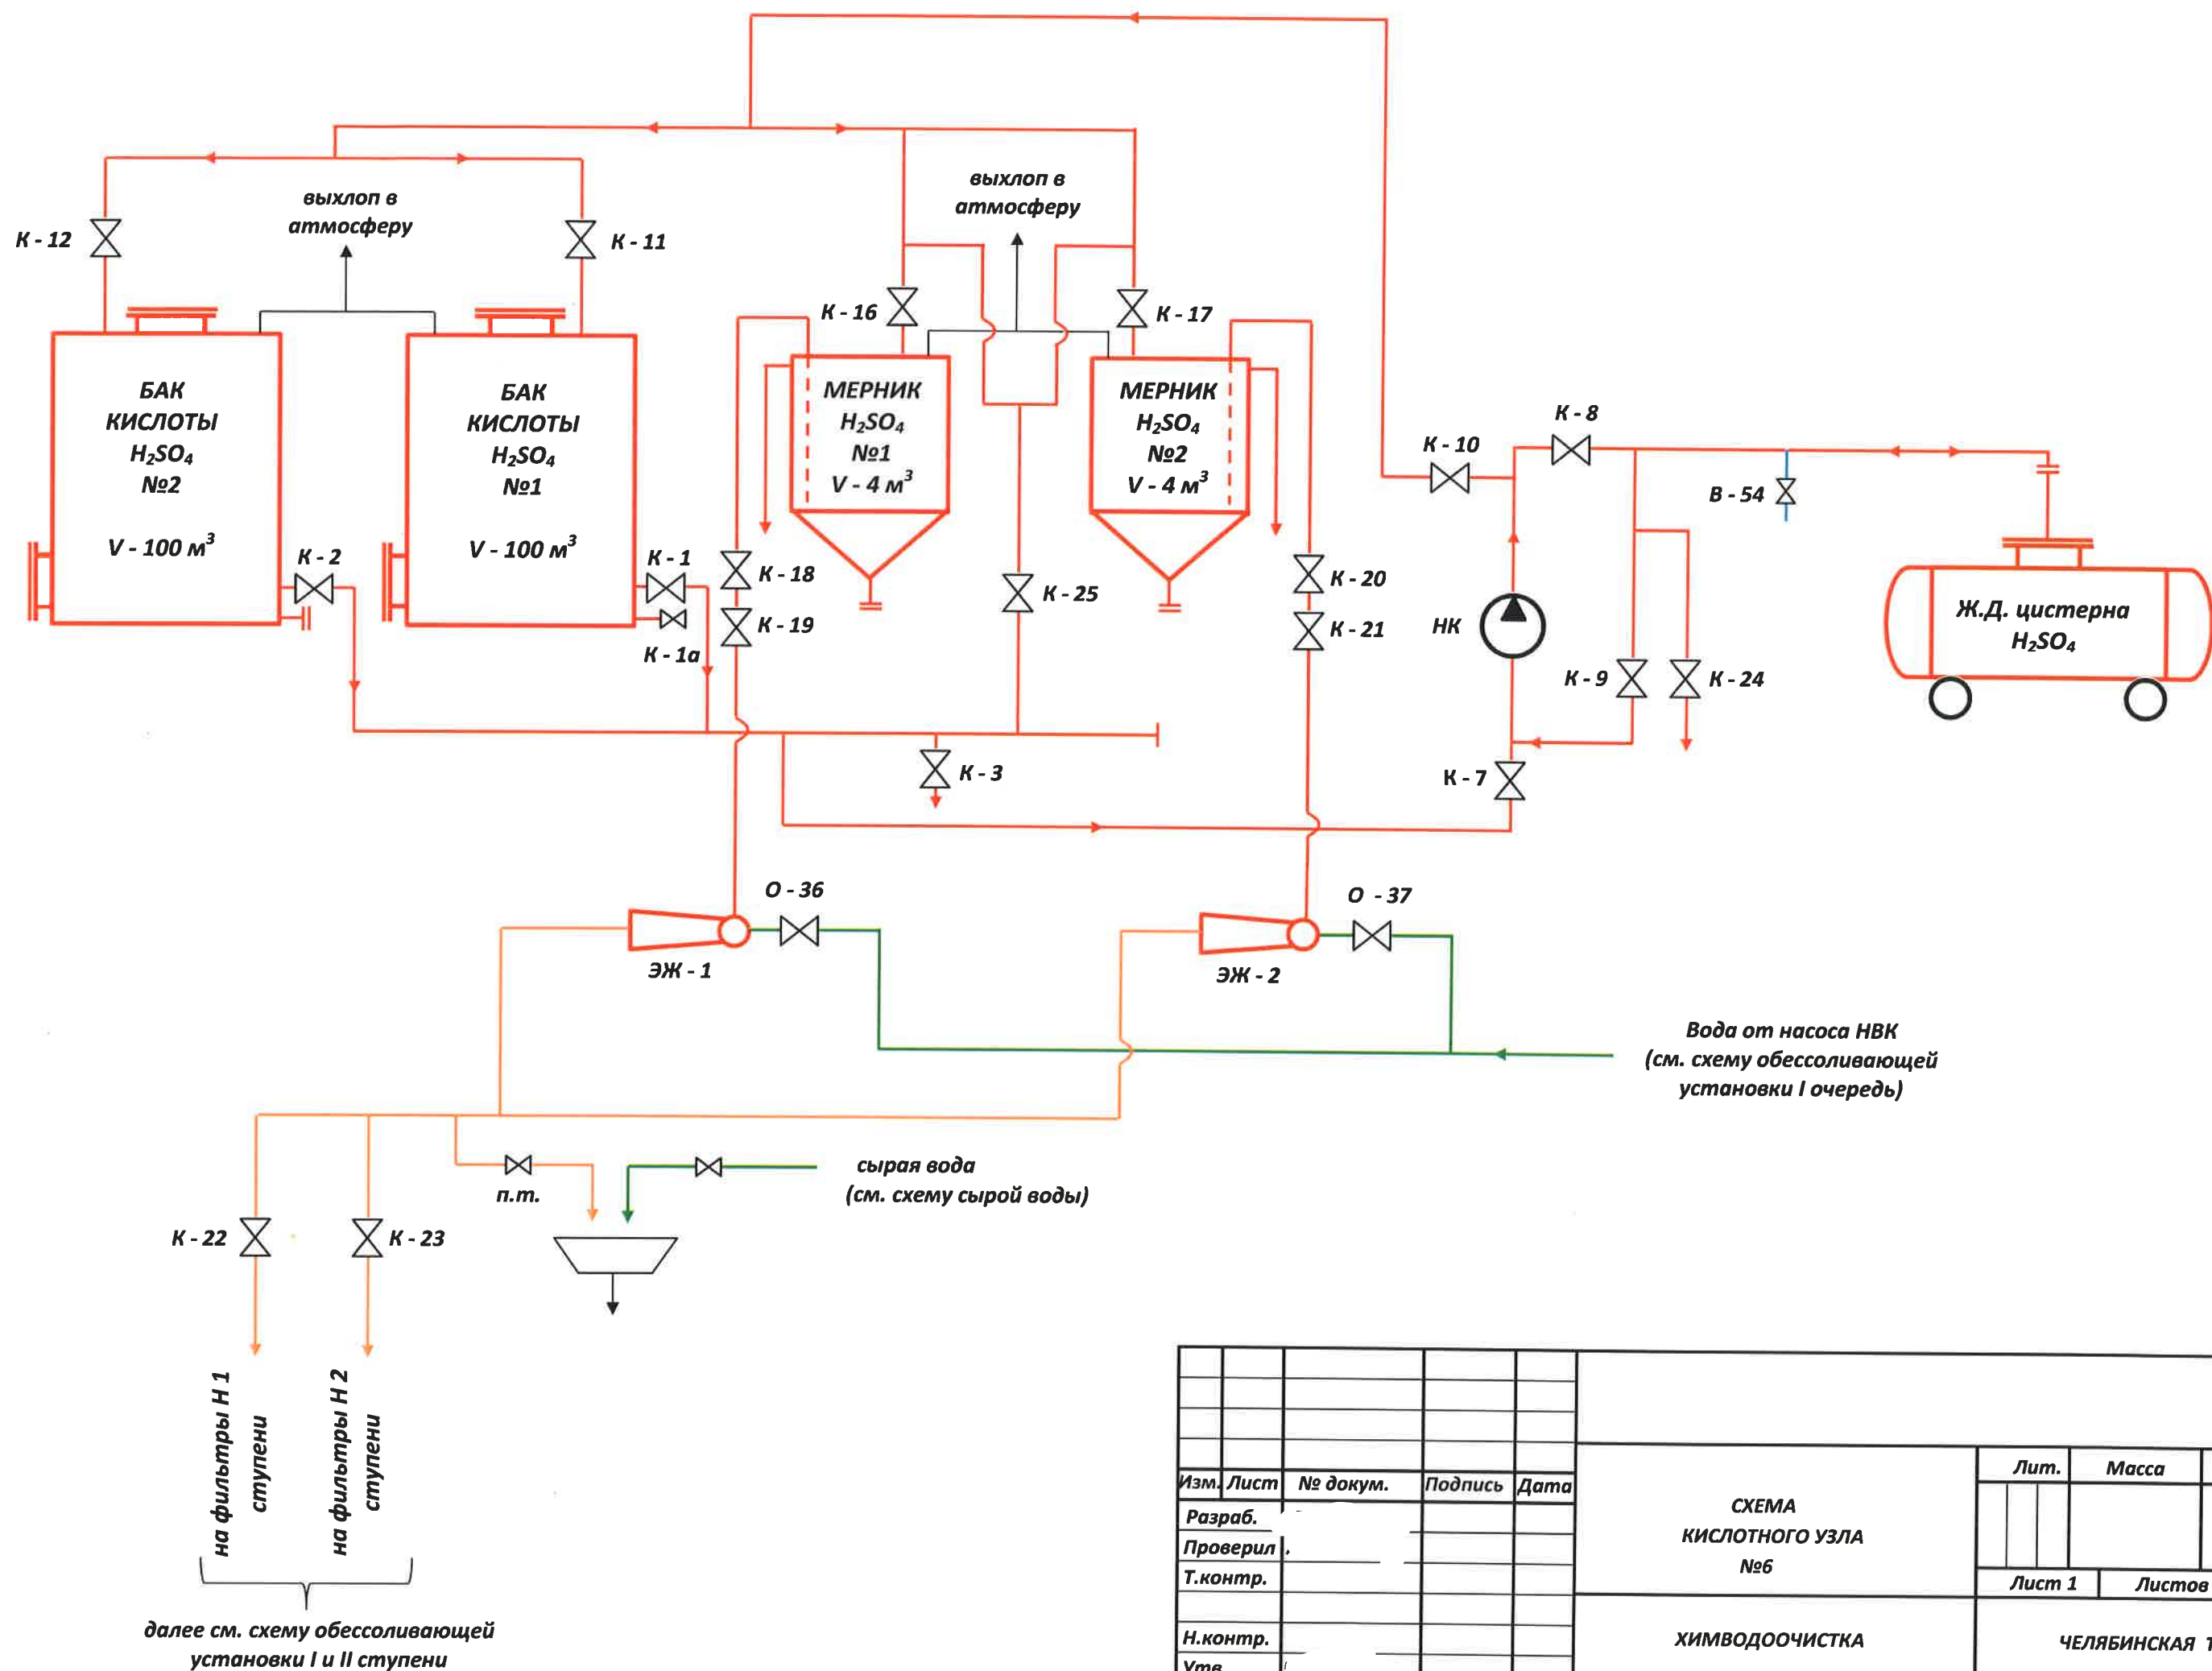 выхлоп в
атмосферу
выхлоп в
атмосферу
К - 12
К - 11
К - 16
К - 17
БАК
КИСЛОТЫ
H₂SO₄
№2
V - 100 м³
БАК
КИСЛОТЫ
H₂SO₄
№1
V - 100 м³
МЕРНИК
H₂SO₄
№1
V - 4 м³
МЕРНИК
H₂SO₄
№2
V - 4 м³
К - 8
К - 10
В - 54
К - 2
К - 1
К - 1а
К - 18
К - 19
К - 25
К - 20
К - 21
НК
Ж.Д. цистерна
H₂SO₄
К - 9
К - 24
К - 3
К - 7
О - 36
О - 37
ЭЖ - 1
ЭЖ - 2
Вода от насоса НВК
(см. схему обессоливающей
установки I очередь)
сырая вода
(см. схему сырой воды)
п.т.
К - 22
К - 23
на фильтры Н 1
ступени
на фильтры Н 2
ступени
далее см. схему обессоливающей
установки I и II ступени
Изм. Лист № докум. Подпись Дата
Разраб.
Проверил
Т.контр.
Н.контр.
Утв
СХЕМА
КИСЛОТНОГО УЗЛА
№6
Лит. Масса
Лист 1 Листов
ХИМВОДООЧИСТКА
ЧЕЛЯБИНСКАЯ Т